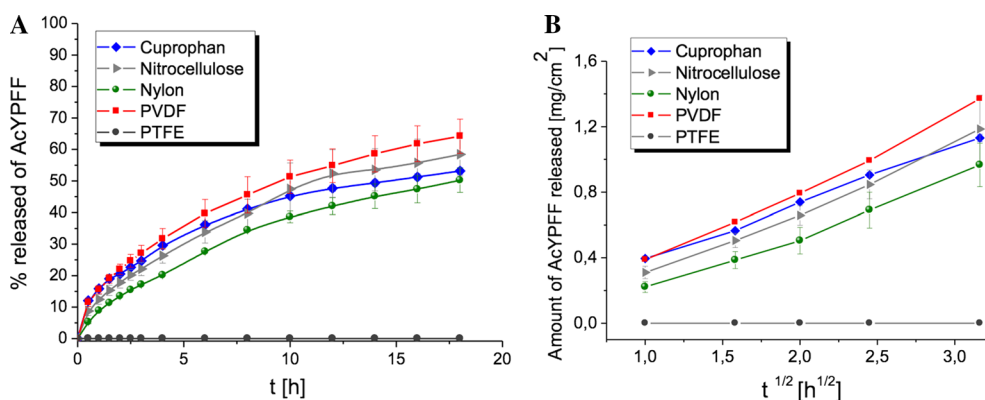 A
% released of AcYPFF
100
90
80
70
60
50
40
30
20
10
0
Cuprophan
Nitrocellulose
Nylon
PVDF
PTFE
0 5 10 15 20
t [h]
B
Amount of AcYPFF released [mg/cm²]
1,6
1,2
0,8
0,4
0,0
Cuprophan
Nitrocellulose
Nylon
PVDF
PTFE
1,0 1,5 2,0 2,5 3,0
t 1/2 [h1/2]